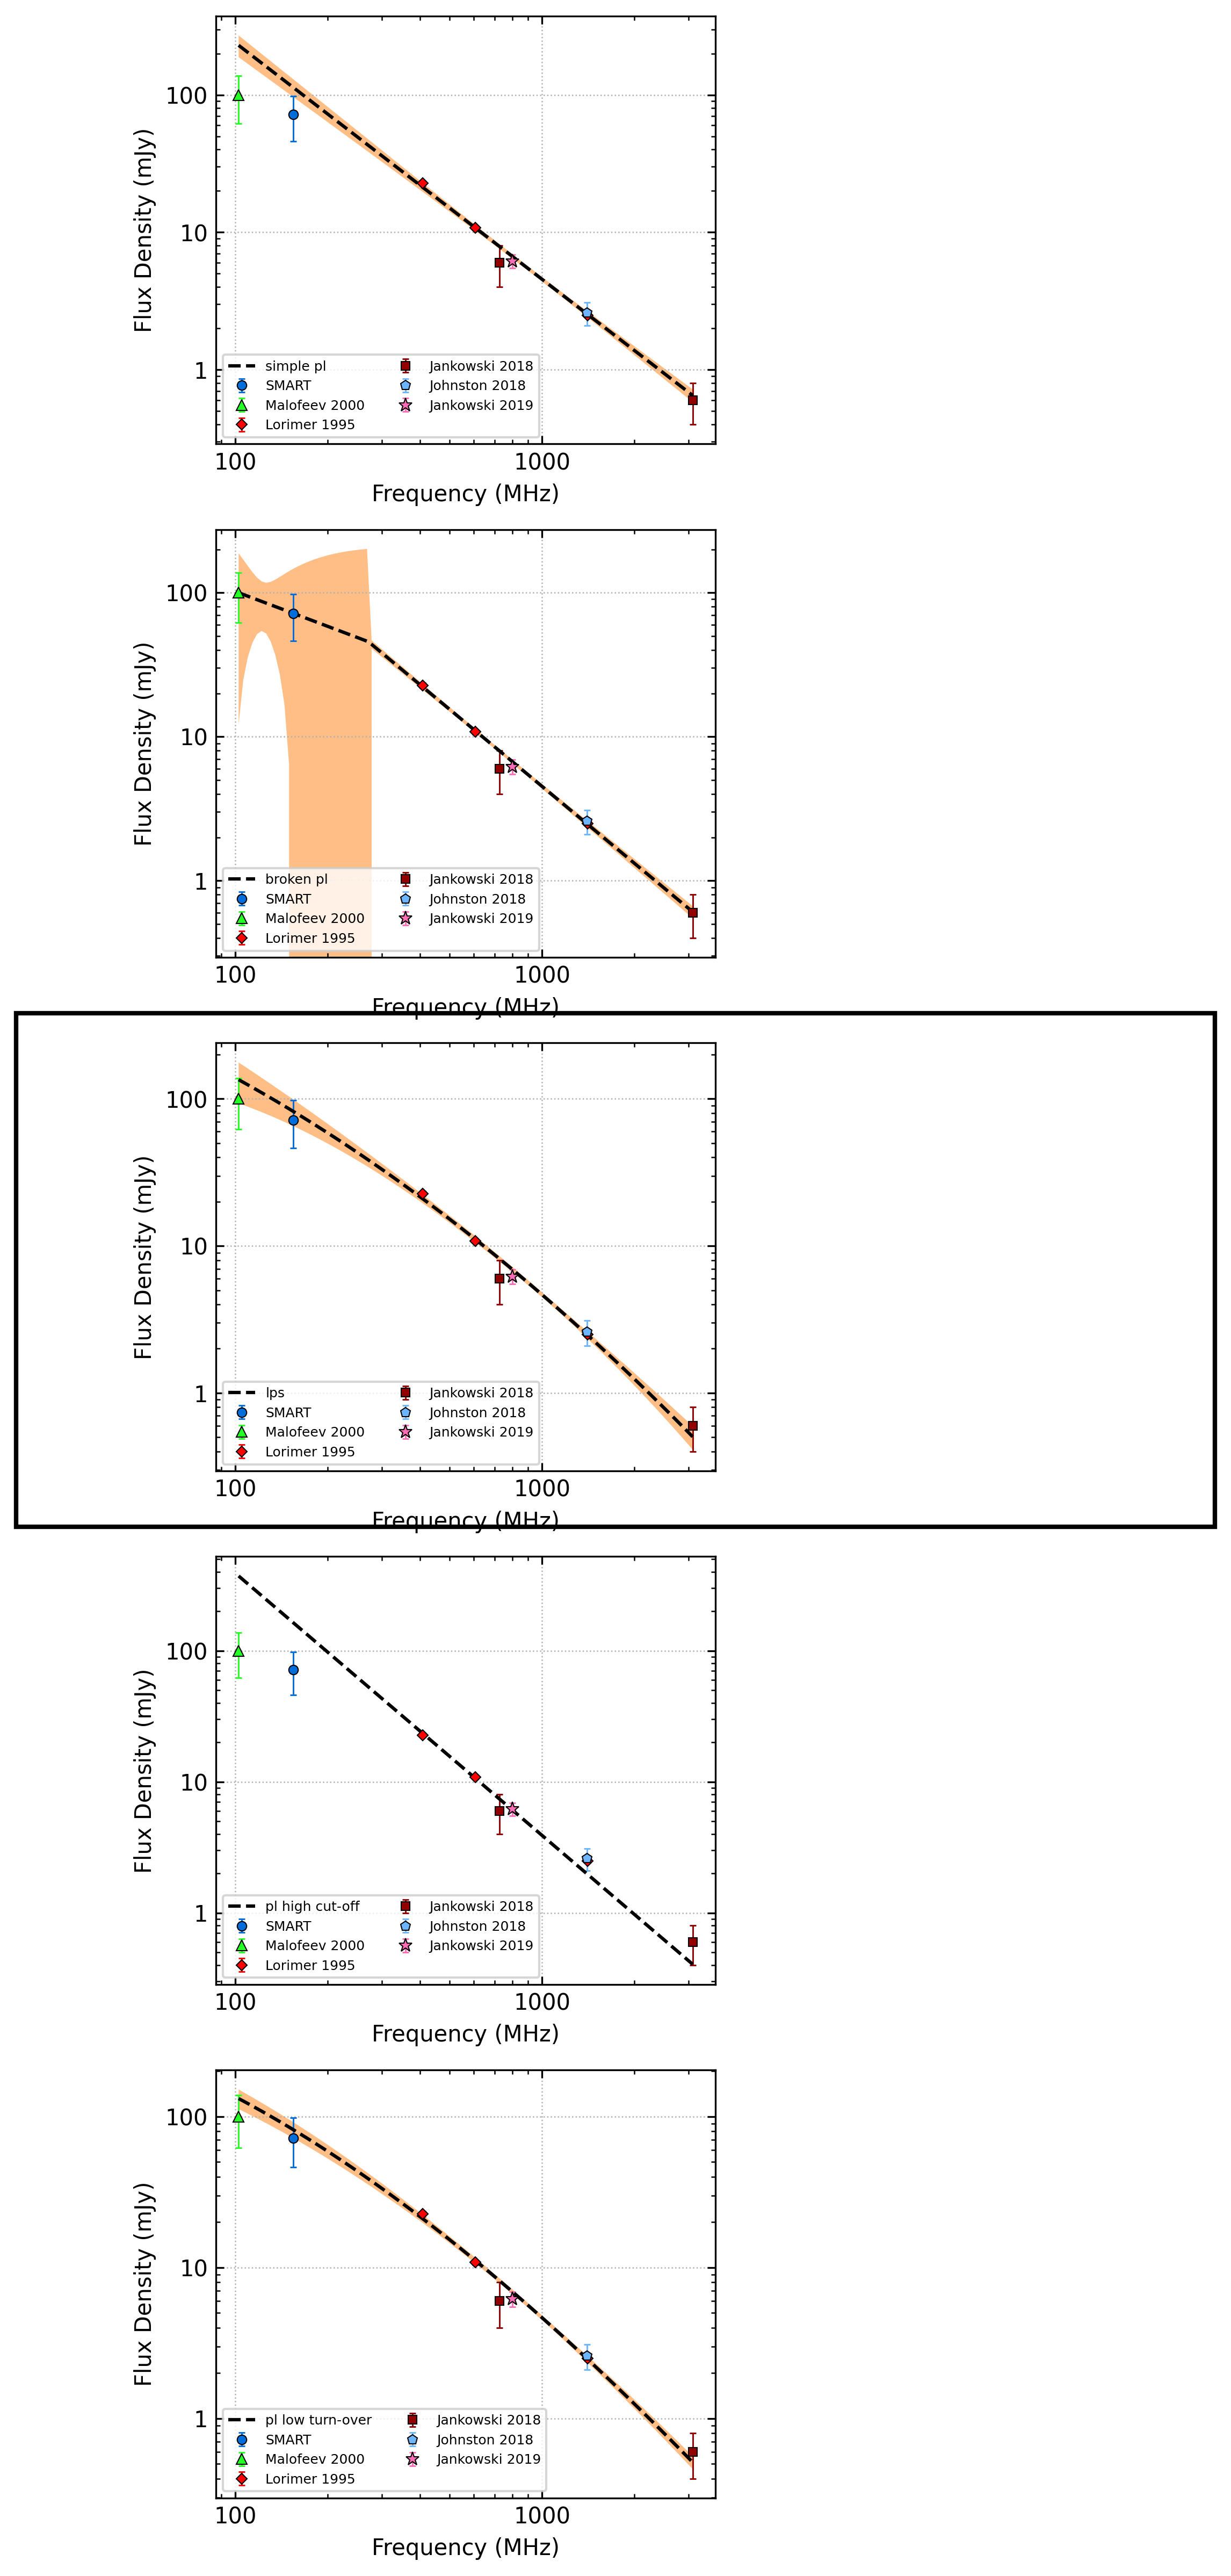 100
10
1
Flux Density (mJy)
simple pl
SMART
Malofeev 2000
Lorimer 1995
Jankowski 2018
Johnston 2018
Jankowski 2019
100 1000
Frequency (MHz)
100
10
1
Flux Density (mJy)
broken pl
SMART
Malofeev 2000
Lorimer 1995
Jankowski 2018
Johnston 2018
Jankowski 2019
100 1000
Frequency (MHz)
100
10
1
Flux Density (mJy)
lps
SMART
Malofeev 2000
Lorimer 1995
Jankowski 2018
Johnston 2018
Jankowski 2019
100 1000
Frequency (MHz)
100
10
1
Flux Density (mJy)
pl high cut-off
SMART
Malofeev 2000
Lorimer 1995
Jankowski 2018
Johnston 2018
Jankowski 2019
100 1000
Frequency (MHz)
100
10
1
Flux Density (mJy)
pl low turn-over
SMART
Malofeev 2000
Lorimer 1995
Jankowski 2018
Johnston 2018
Jankowski 2019
100 1000
Frequency (MHz)